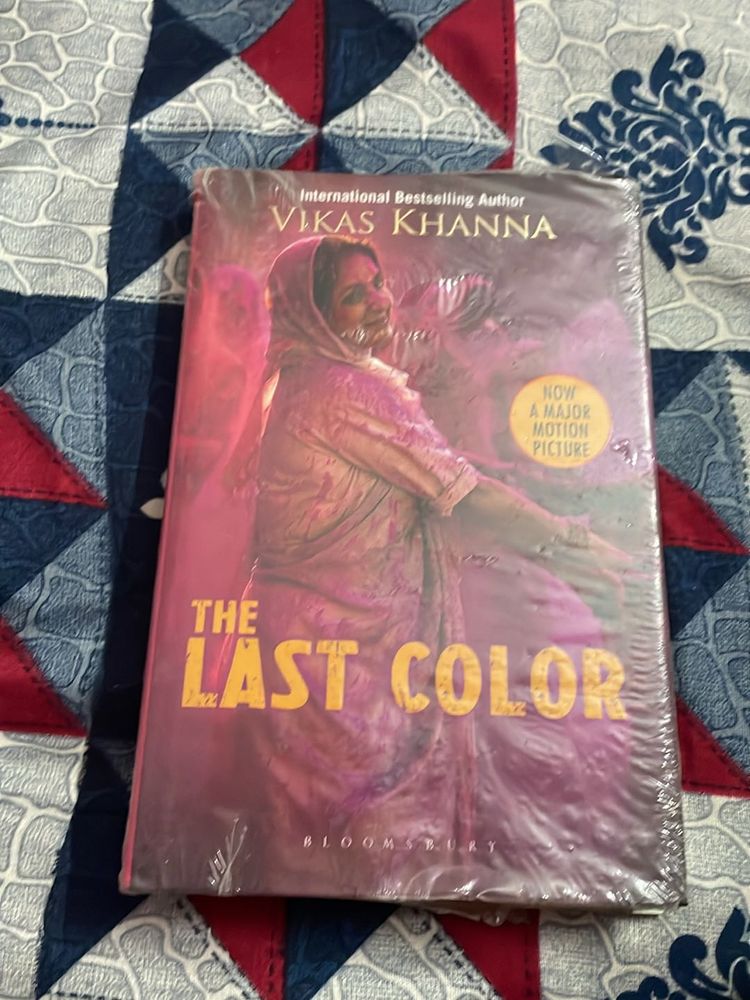 International Bestselling Author
VIKAS KHANNA
NOW
A MAJOR
MOTION
PICTURE
THE
LAST COLOR
BLOOMSBURY